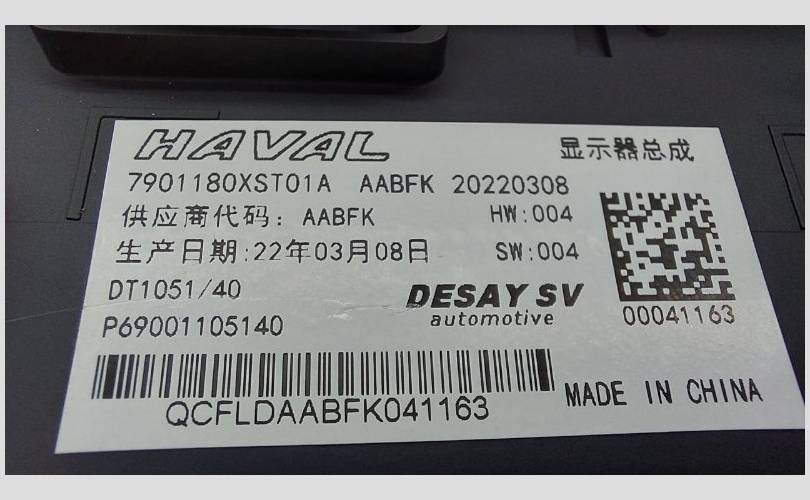 HAVAL 显示器总成
7901180XST01A AABFK 20220308
供应商代码: AABFK HW:004
生产日期:22年03月08日 SW:004
DT1051/40
DESAY SV
automotive
P69001105140
00041163
QCFLDAABFK041163
MADE IN CHINA